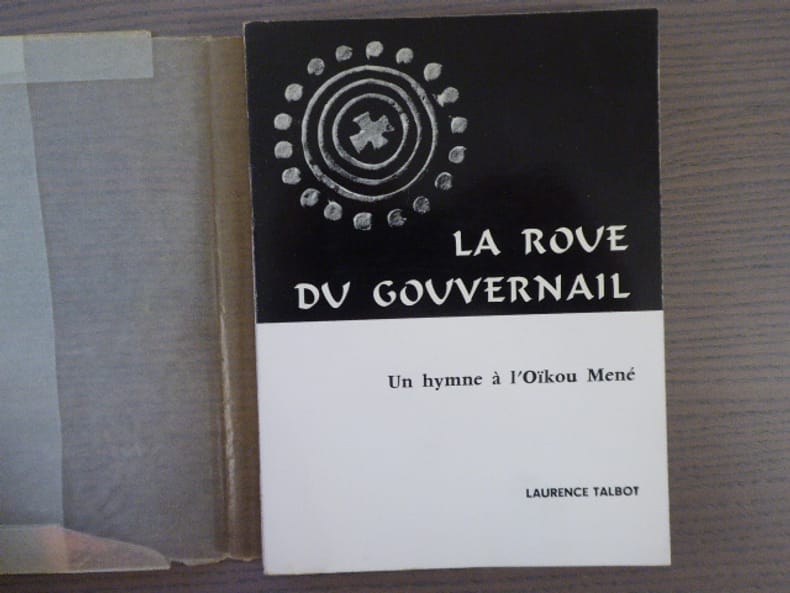 LA ROUE
DU GOUVERNAIL
Un hymne à l'Oïkou Mené
LAURENCE TALBOT